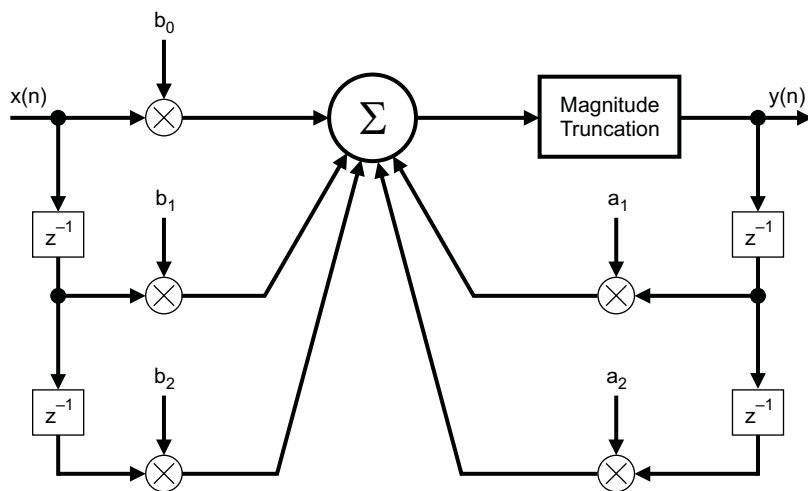 b₀
x(n)
Σ
Magnitude
Truncation
y(n)
b₁
a₁
z⁻¹
z⁻¹
b₂
a₂
z⁻¹
z⁻¹